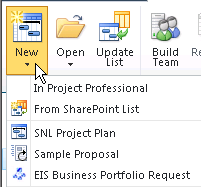 New
Open
Update
List
Build
Team
In Project Professional
From SharePoint List
SNL Project Plan
Sample Proposal
EIS Business Portfolio Request